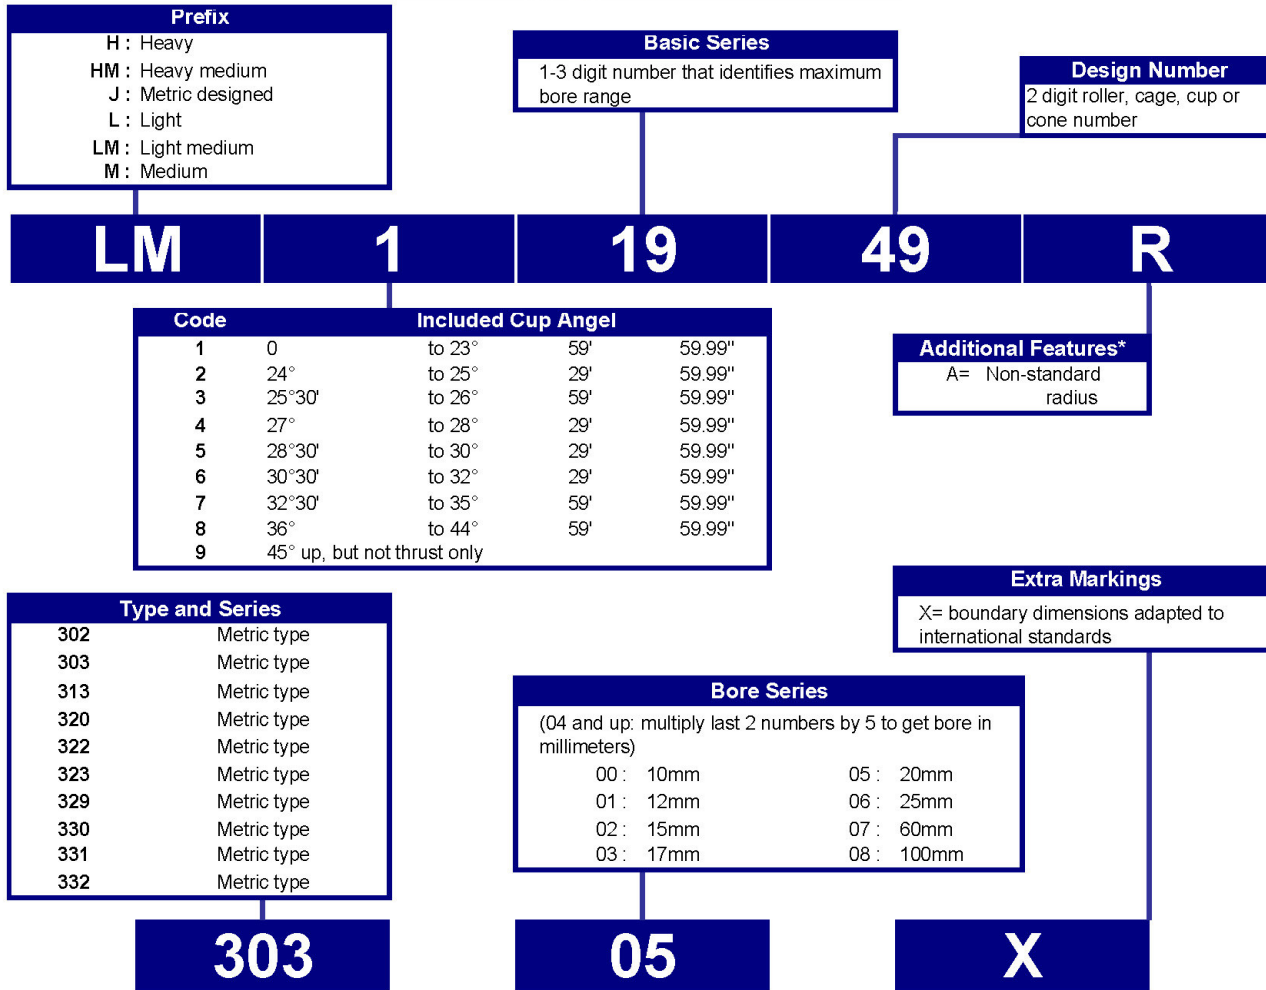 Prefix
H : Heavy
HM : Heavy medium
J : Metric designed
L : Light
LM : Light medium
M : Medium
Basic Series
1-3 digit number that identifies maximum
bore range
Design Number
2 digit roller, cage, cup or
cone number
LM 1 19 49 R
Code Included Cup Angel
1 0 to 23° 59' 59.99"
2 24° to 25° 29' 59.99"
3 25°30' to 26° 59' 59.99"
4 27° to 28° 29' 59.99"
5 28°30' to 30° 29' 59.99"
6 30°30' to 32° 29' 59.99"
7 32°30' to 35° 59' 59.99"
8 36° to 44° 59' 59.99"
9 45° up, but not thrust only
Additional Features*
A= Non-standard
radius
Type and Series
302 Metric type
303 Metric type
313 Metric type
320 Metric type
322 Metric type
323 Metric type
329 Metric type
330 Metric type
331 Metric type
332 Metric type
Bore Series
(04 and up: multiply last 2 numbers by 5 to get bore in
millimeters)
00 : 10mm 05 : 20mm
01 : 12mm 06 : 25mm
02 : 15mm 07 : 60mm
03 : 17mm 08 : 100mm
Extra Markings
X= boundary dimensions adapted to
international standards
303 05 X